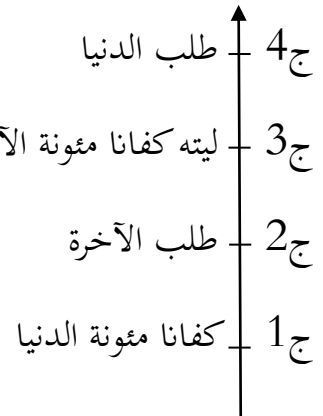 ج4 طلب الدنيا
ج3 ليته كفانا مئونة
ج2 طلب الآخرة
ج1 كفانا مئونة الدنيا